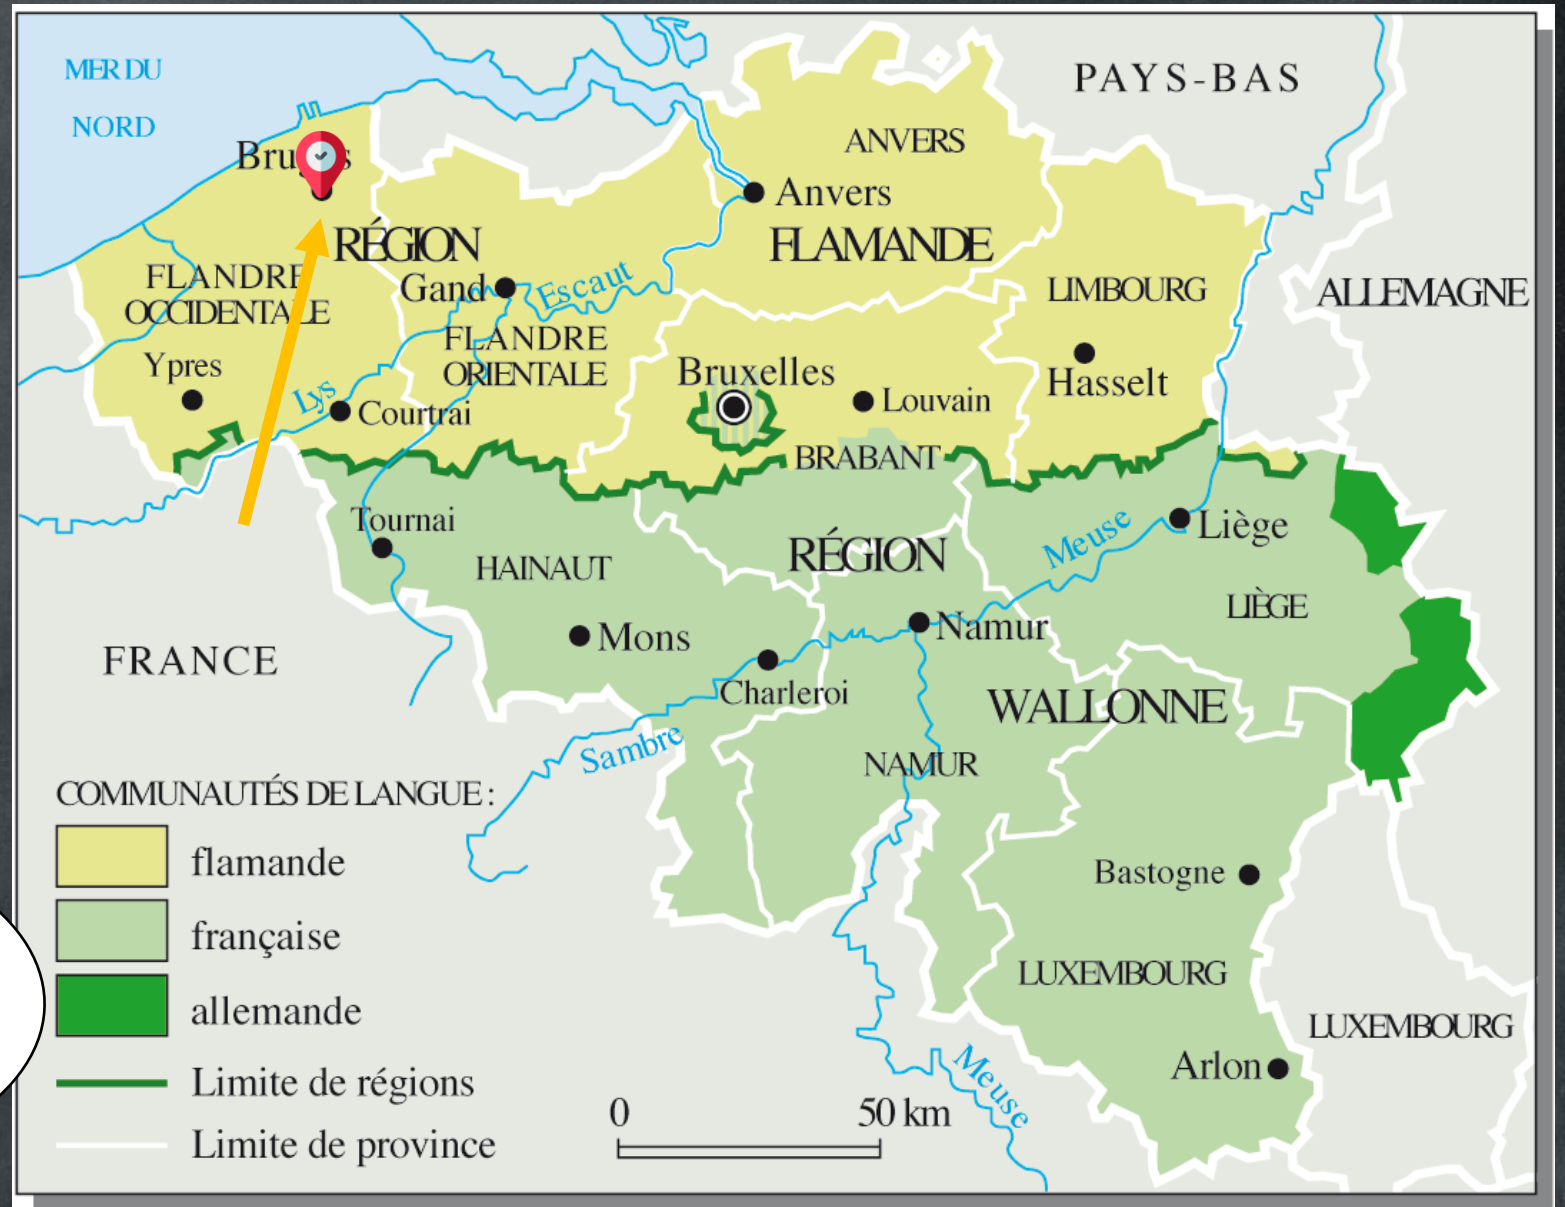 MER DU
NORD
PAYS-BAS
ANVERS
Bruges
Anvers
RÉGION
FLAMANDE
FLANDRE
OCCIDENTALE
Gand
Escaut
LIMBOURG
ALLEMAGNE
FLANDRE
ORIENTALE
Ypres
Bruxelles
Hasselt
Lys
Courtrai
Louvain
BRABANT
Tournai
Meuse
Liège
HAINAUT
RÉGION
LIÈGE
Mons
Namur
FRANCE
Charleroi
WALLONNE
Sambre
NAMUR
COMMUNAUTÉS DE LANGUE :
flamande
Bastogne
française
LUXEMBOURG
allemande
LUXEMBOURG
Arlon
Meuse
Limite de régions
0 50 km
Limite de province